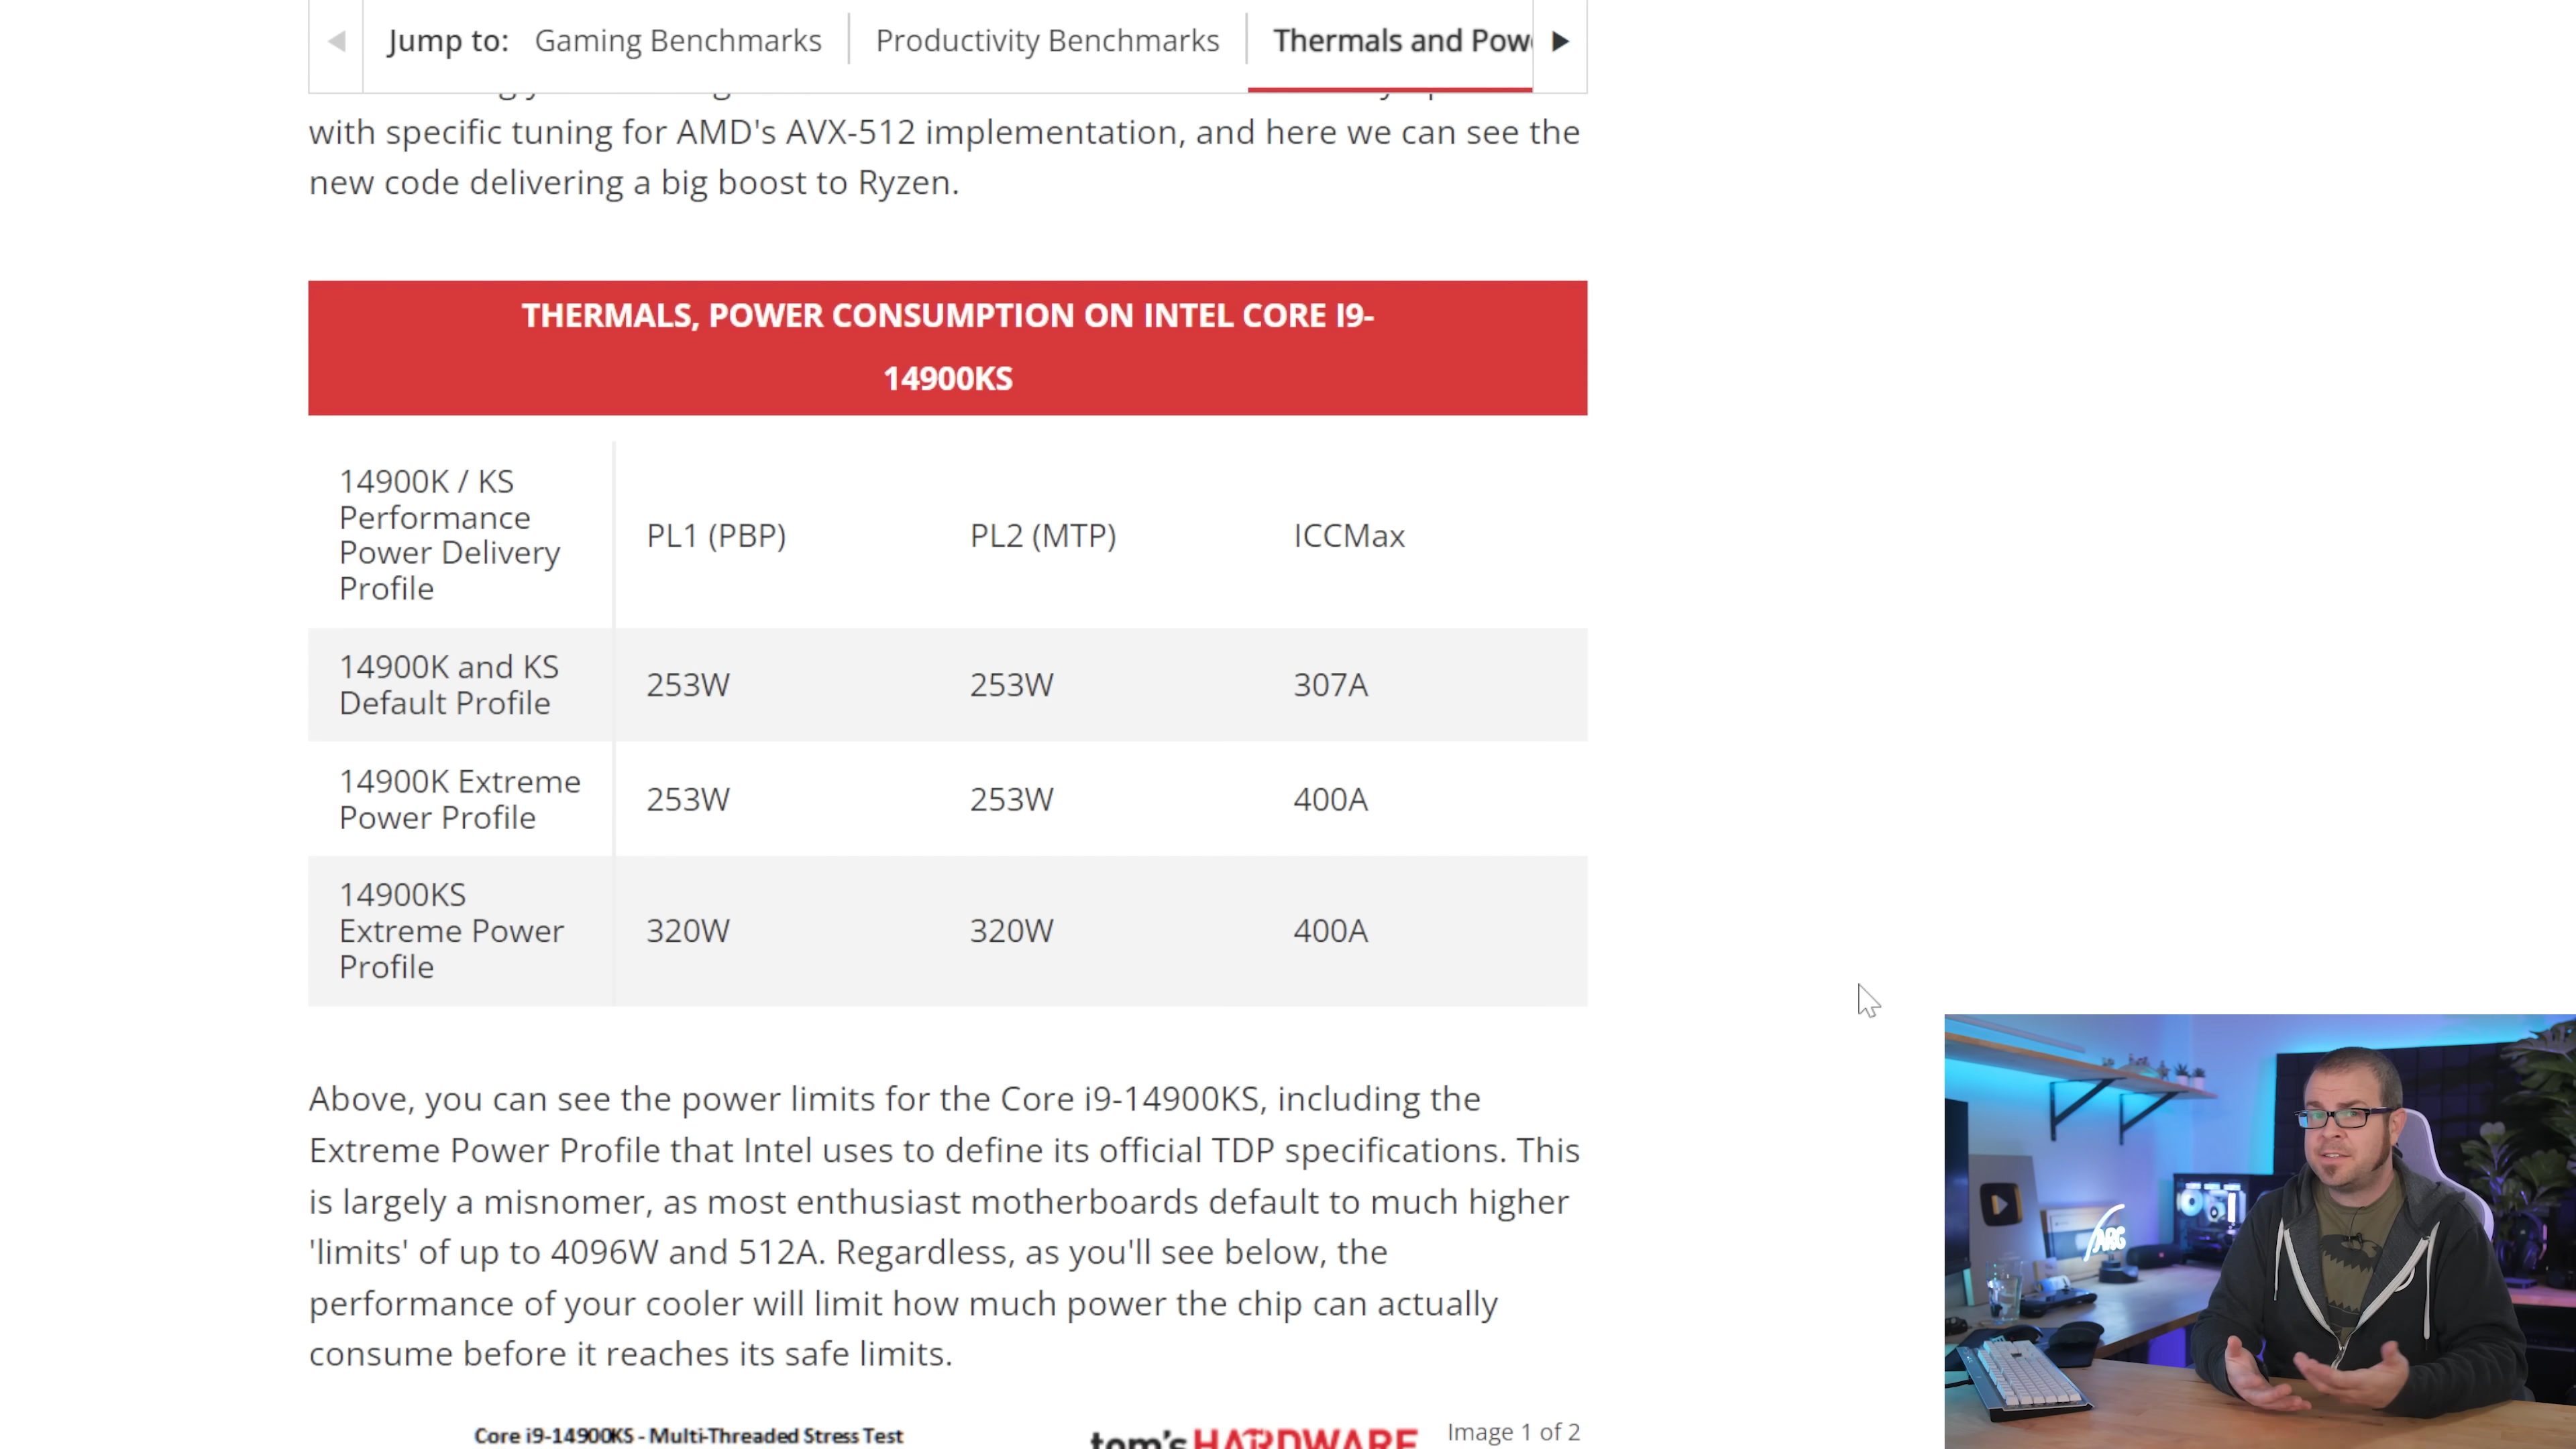 Jump to: Gaming Benchmarks Productivity Benchmarks Thermals and Pow
with specific tuning for AMD's AVX-512 implementation, and here we can see the
new code delivering a big boost to Ryzen.
THERMALS, POWER CONSUMPTION ON INTEL CORE I9-
14900KS
14900K / KS
Performance
Power Delivery
Profile
PL1 (PBP)
PL2 (MTP)
ICCMax
14900K and KS
Default Profile
253W
253W
307A
14900K Extreme
Power Profile
253W
253W
400A
14900KS
Extreme Power
Profile
320W
320W
400A
Above, you can see the power limits for the Core i9-14900KS, including the
Extreme Power Profile that Intel uses to define its official TDP specifications. This
is largely a misnomer, as most enthusiast motherboards default to much higher
'limits' of up to 4096W and 512A. Regardless, as you'll see below, the
performance of your cooler will limit how much power the chip can actually
consume before it reaches its safe limits.
Core i9-14900KS - Multi-Threaded Stress Test
tom's HARDWARE
Image 1 of 2
ARC